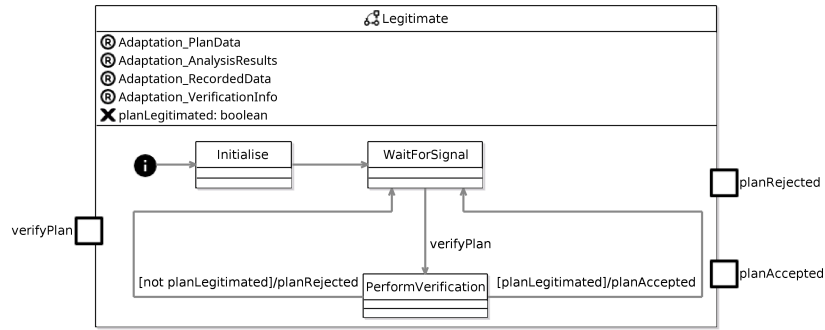 Legitimate
R Adaptation_PlanData
R Adaptation_AnalysisResults
R Adaptation_RecordedData
R Adaptation_VerificationInfo
planLegitimated: boolean
i
Initialise
WaitForSignal
planRejected
verifyPlan
verifyPlan
planAccepted
[not planLegitimated]/planRejected
PerformVerification
[planLegitimated]/planAccepted